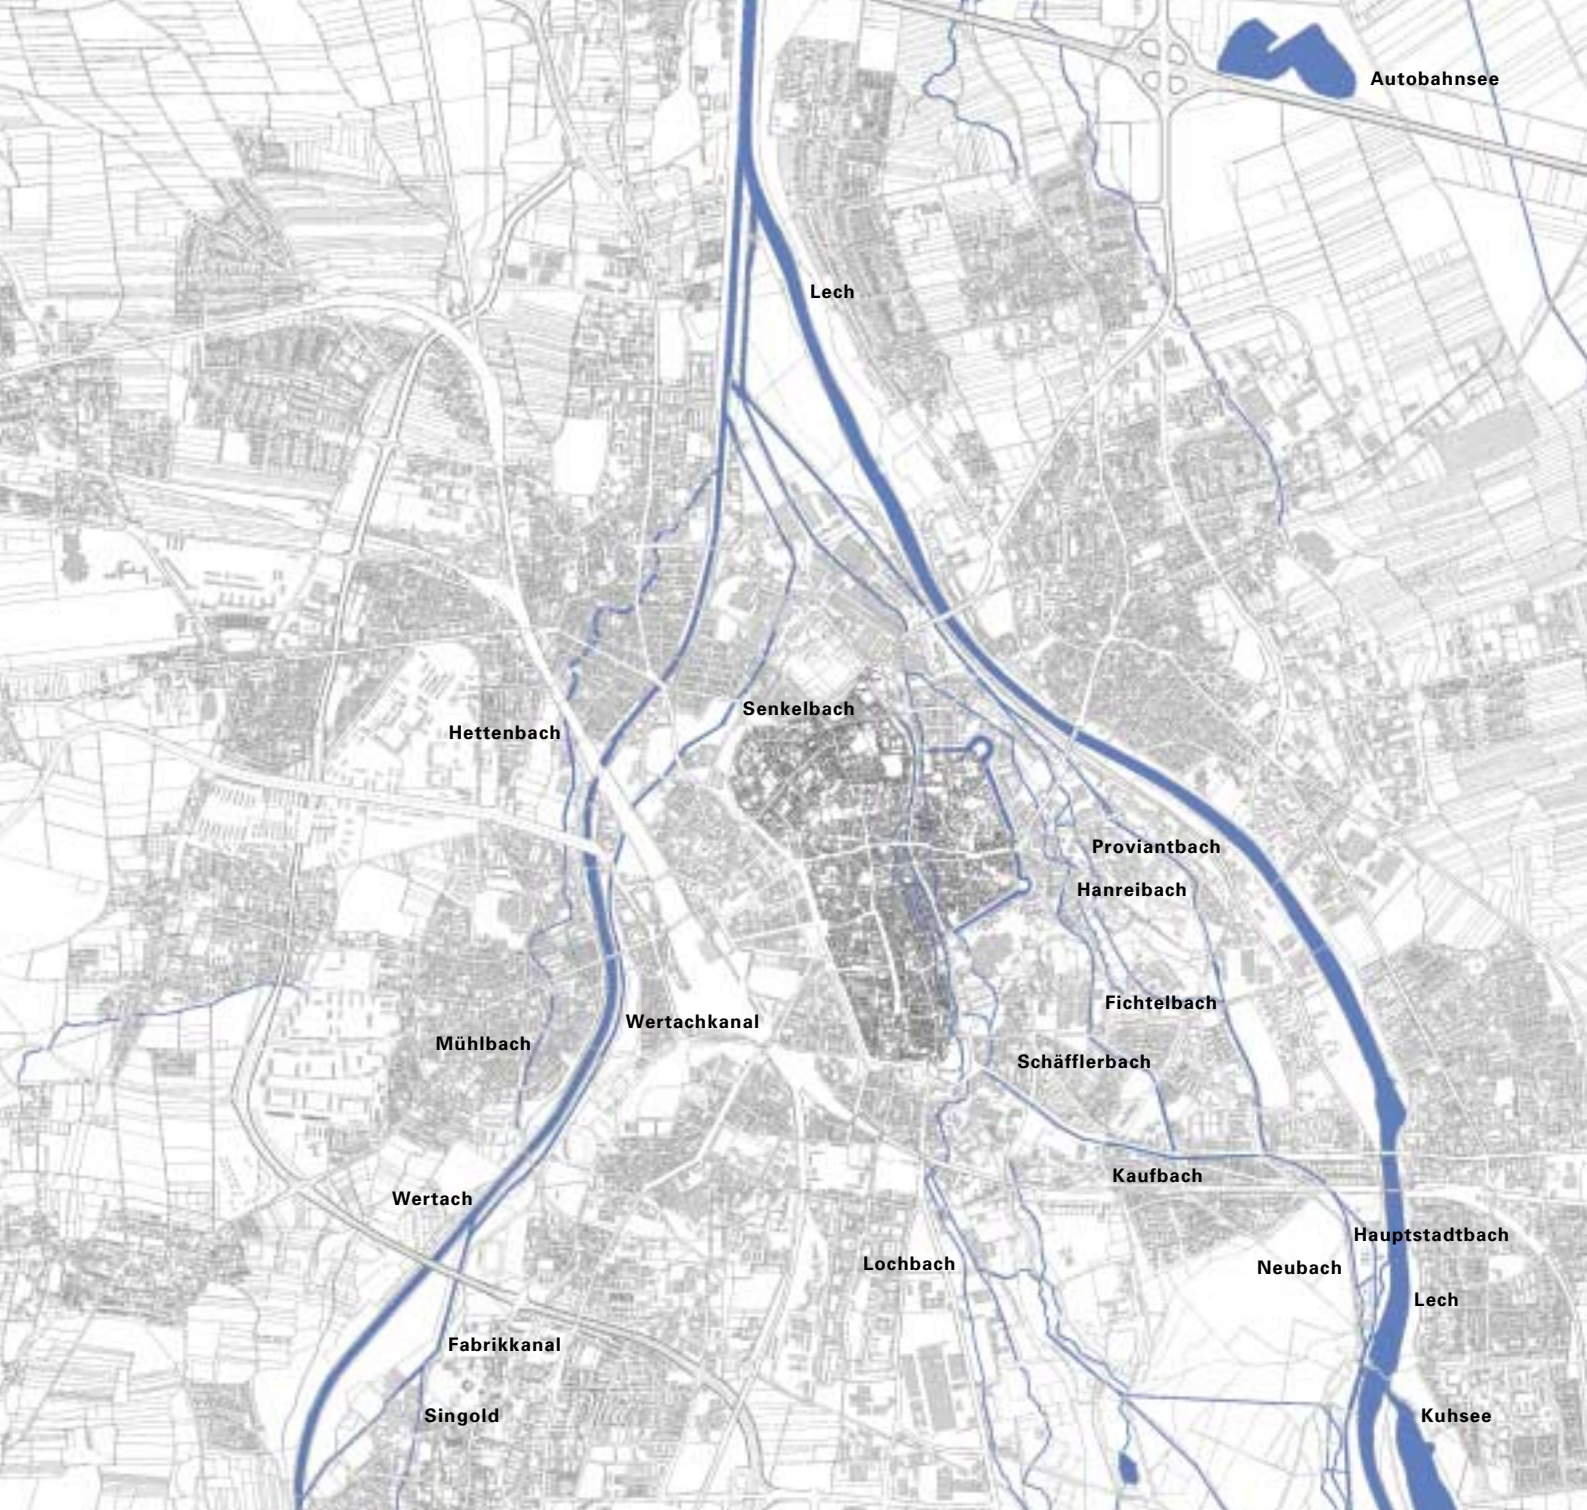 Autobahnsee
Lech
Senkelbach
Hettenbach
Proviantbach
Hanreibach
Fichtelbach
Wertachkanal
Mühlbach
Schäfflerbach
Kaufbach
Wertach
Hauptstadtbach
Lochbach
Neubach
Lech
Fabrikkanal
Singold
Kuhsee